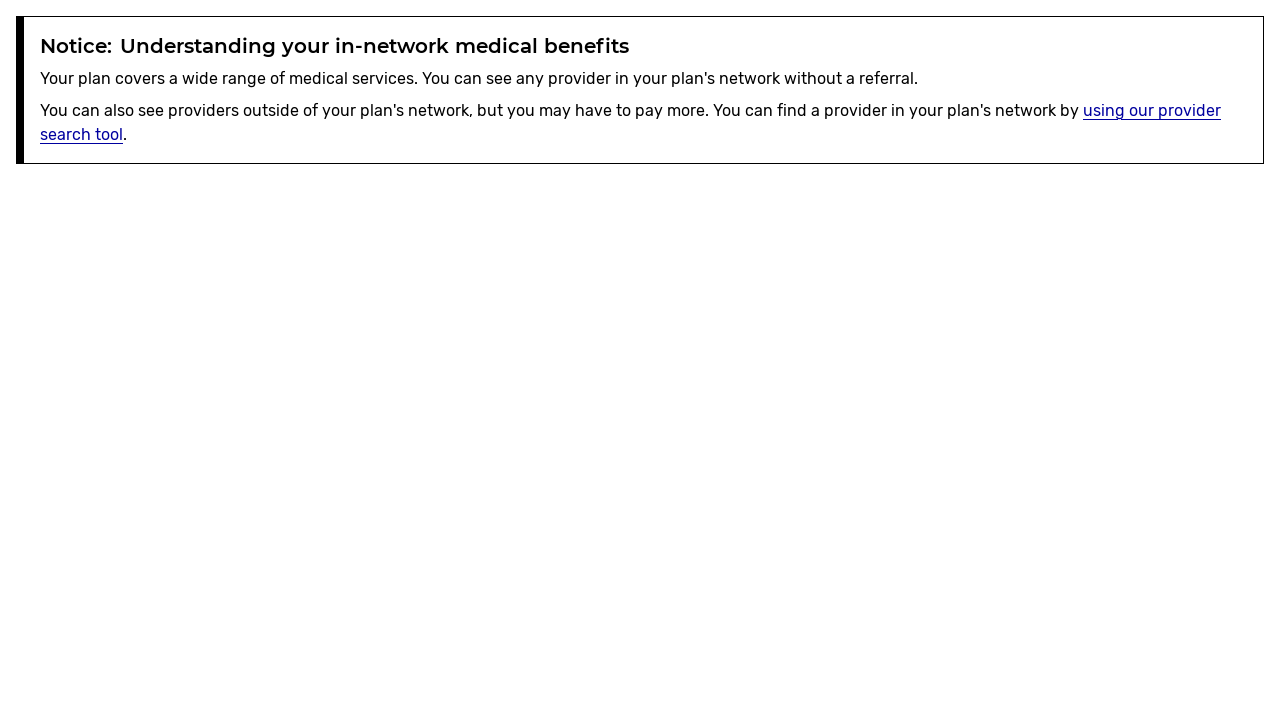 Notice: Understanding your in-network medical benefits
Your plan covers a wide range of medical services. You can see any provider in your plan's network without a referral.
You can also see providers outside of your plan's network, but you may have to pay more. You can find a provider in your plan's network by using our provider
search tool.